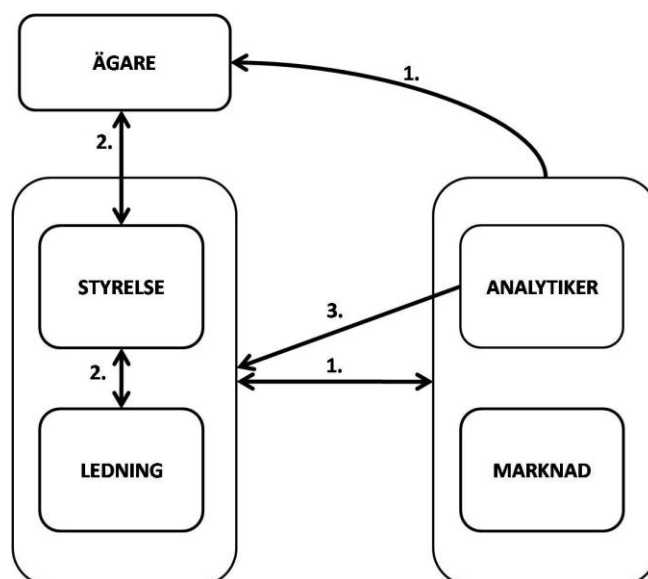 ÄGARE
1.
2.
STYRELSE
ANALYTIKER
3.
2.
1.
LEDNING
MARKNAD